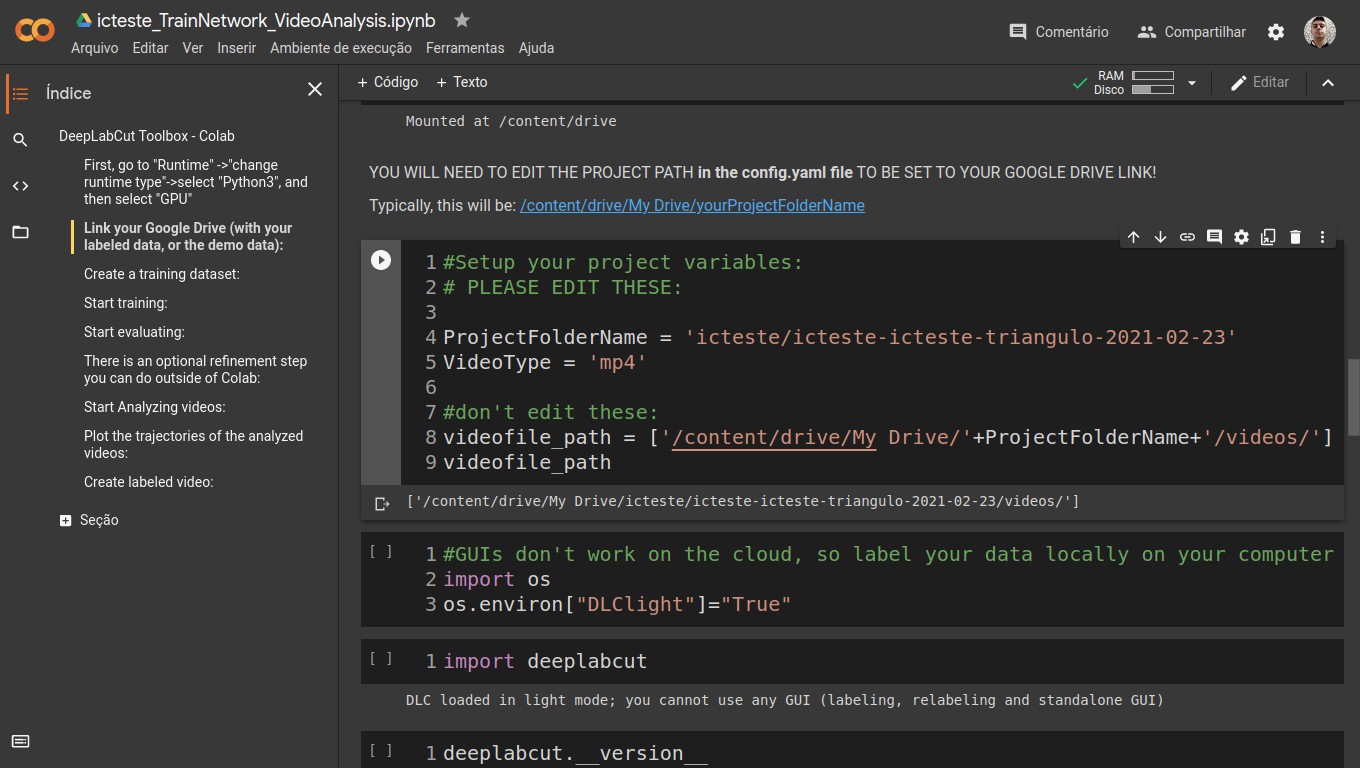 icteste_TrainNetwork_VideoAnalysis.ipynb
Arquivo Editar Ver Inserir Ambiente de execução Ferramentas Ajuda
Comentário
Compartilhar
Índice
DeepLabCut Toolbox - Colab
First, go to "Runtime" ->"change
runtime type"->select "Python3", and
then select "GPU"
Link your Google Drive (with your
labeled data, or the demo data):
Create a training dataset:
Start training:
Start evaluating:
There is an optional refinement step
you can do outside of Colab:
Start Analyzing videos:
Plot the trajectories of the analyzed
videos:
Create labeled video:
Seção
+ Código + Texto
RAM
Disco
Editar
Mounted at /content/drive
YOU WILL NEED TO EDIT THE PROJECT PATH in the config.yaml file TO BE SET TO YOUR GOOGLE DRIVE LINK!
Typically, this will be: /content/drive/My Drive/yourProjectFolderName
1 #Setup your project variables:
2 # PLEASE EDIT THESE:
3
4 ProjectFolderName = 'icteste/icteste-icteste-triangulo-2021-02-23'
5 VideoType = 'mp4'
6
7 #don't edit these:
8 videofile_path = ['/content/drive/My Drive/'+ProjectFolderName+'/videos/']
9 videofile_path
['/content/drive/My Drive/icteste/icteste-icteste-triangulo-2021-02-23/videos/']
[ ] 1 #GUIs don't work on the cloud, so label your data locally on your computer
2 import os
3 os.environ["DLClight"]="True"
[ ] 1 import deeplabcut
DLC loaded in light mode; you cannot use any GUI (labeling, relabeling and standalone GUI)
[ ] 1 deeplabcut.__version__